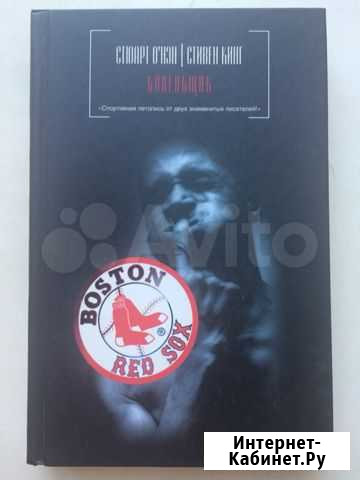 СТЮАРТ О'НЭН | СТИВЕН КИНГ
БОЛЕЛЬЩИК
«Спортивная летопись от двух знаменитых писателей!»
Avito
BOSTON
RED SOX
®
Интернет-
Кабинет.Ру